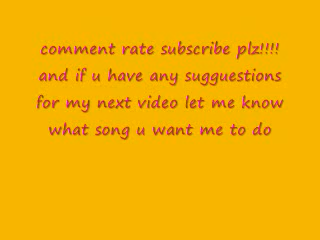 comment rate subscribe plz!!!!
and if u have any sugguestions
for my next video let me know
what song u want me to do